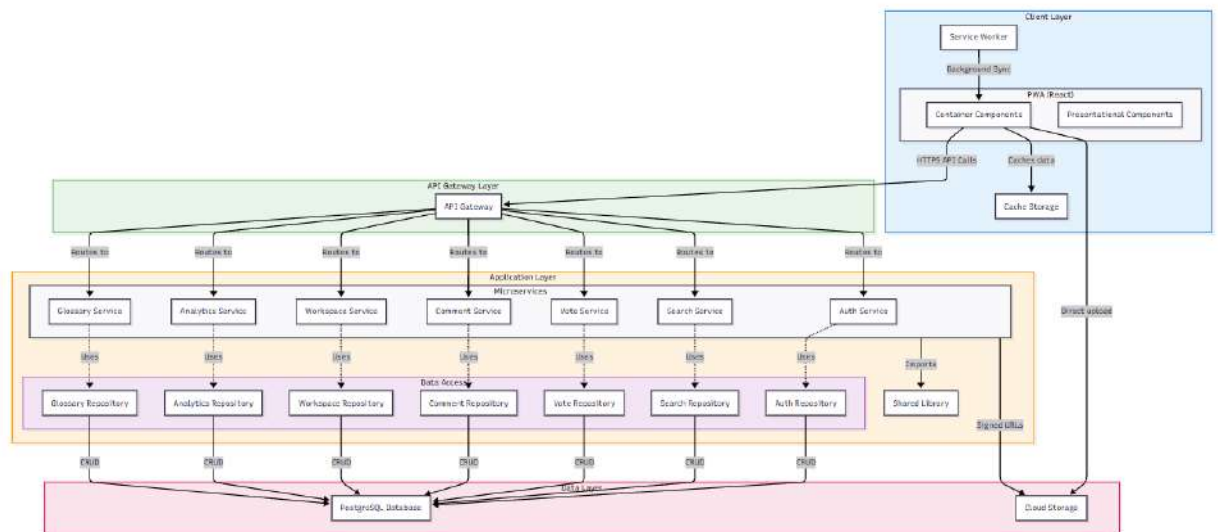 Client Layer
Service Worker
Background Sync
PWA (React)
Container Components
Presentational Components
HTTPS API Calls
Caches data
API Gateway Layer
API Gateway
Cache Storage
Routes to
Routes to
Routes to
Routes to
Routes to
Routes to
Routes to
Application Layer
Microservices
Glossary Service
Analytics Service
Workspace Service
Comment Service
Vote Service
Search Service
Auth Service
Direct upload
Uses
Uses
Uses
Uses
Uses
Uses
Uses
Imports
Data Access
Glossary Repository
Analytics Repository
Workspace Repository
Comment Repository
Vote Repository
Search Repository
Auth Repository
Shared Library
Signed URLs
CRUD
CRUD
CRUD
CRUD
CRUD
CRUD
CRUD
Data Layer
PostgreSQL Database
Cloud Storage